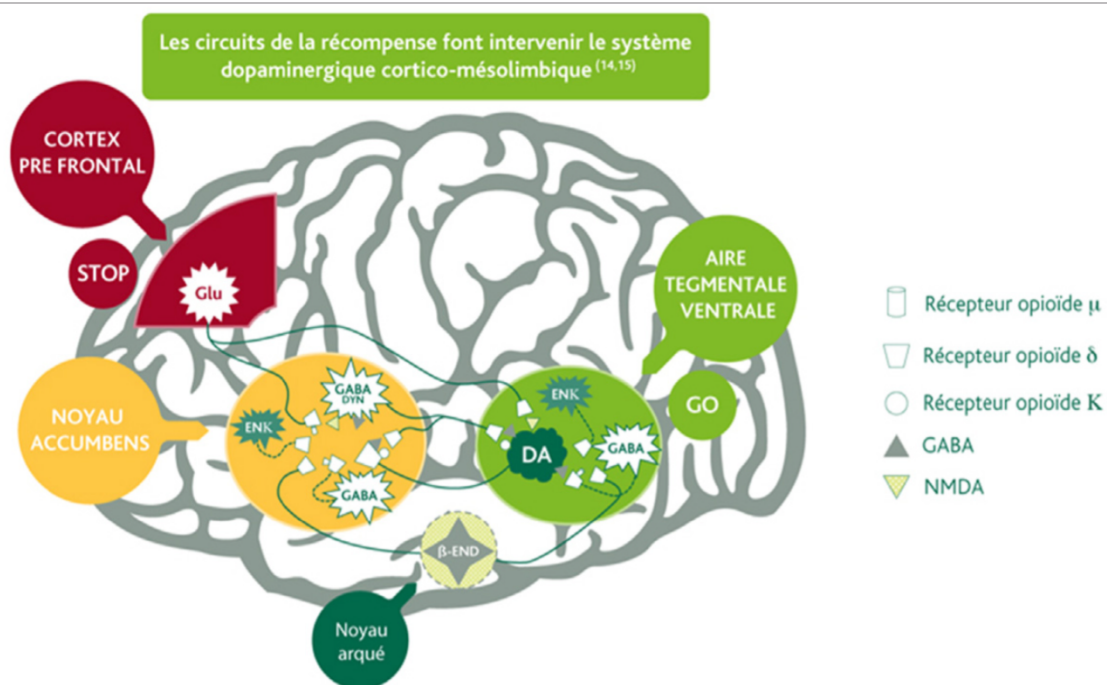 Les circuits de la récompense font intervenir le système
dopaminergique cortico-mésolimbique (14,15)
CORTEX
PRE FRONTAL
STOP
Glu
AIRE
TEGMENTALE
VENTRALE
GO
NOYAU
ACCUMBENS
GABA
DYN
ENK
GABA
ENK
GABA
DA
β-END
Noyau
arqué
Récepteur opioïde μ
Récepteur opioïde δ
Récepteur opioïde K
GABA
NMDA